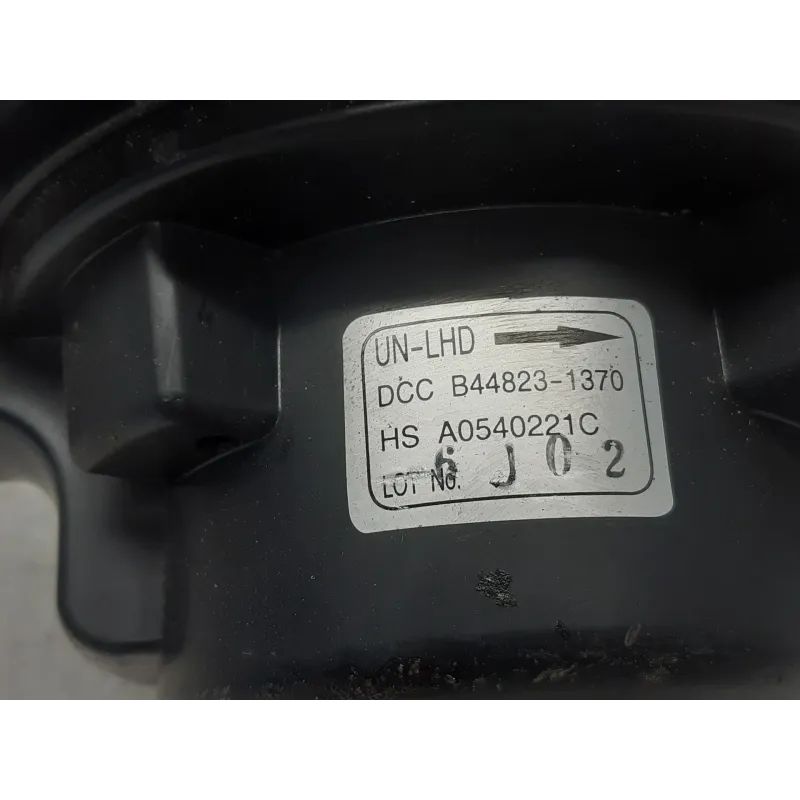 UN-LHD
DCC B44823-1370
HS A0540221C
LOT No. 6 J 0 2